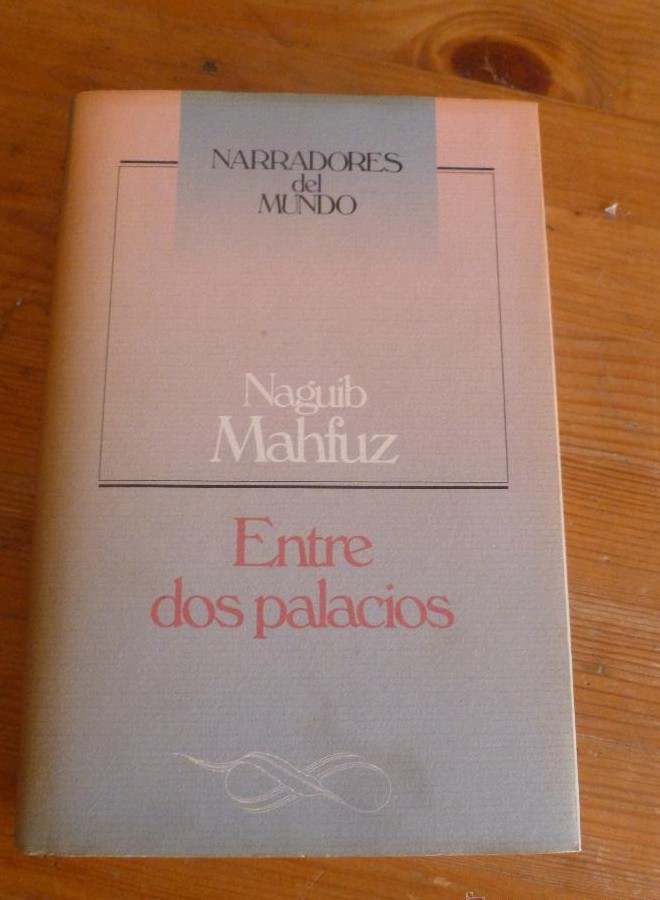 NARRADORES
del
MUNDO
Naguib
Mahfuz
Entre
dos palacios